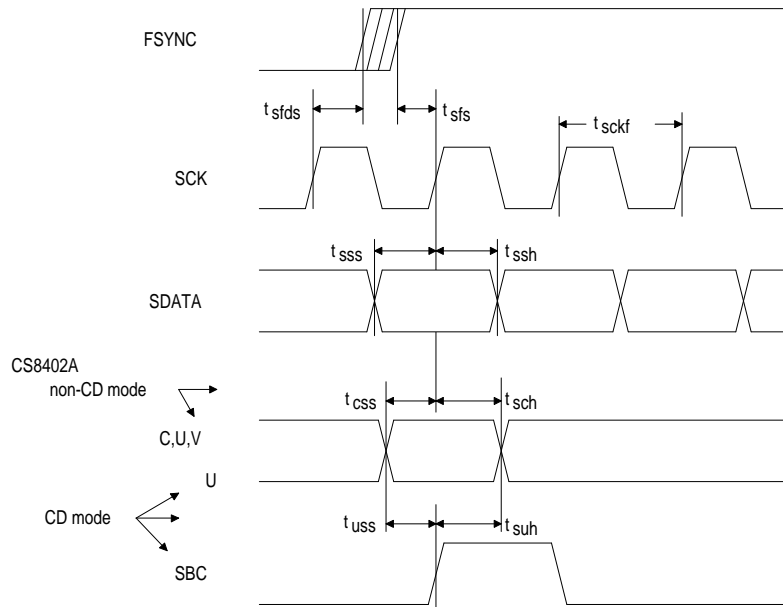 FSYNC
t sfds
t sfs
t sckf
SCK
t sss
t ssh
SDATA
CS8402A
non-CD mode
t css
t sch
C,U,V
U
CD mode
t uss
t suh
SBC